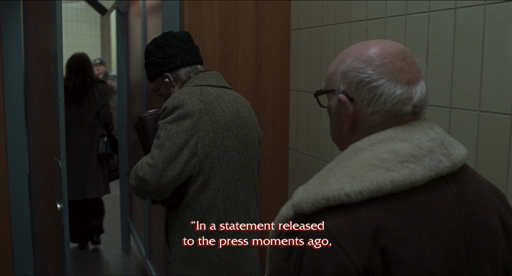 “In a statement released
to the press moments ago,